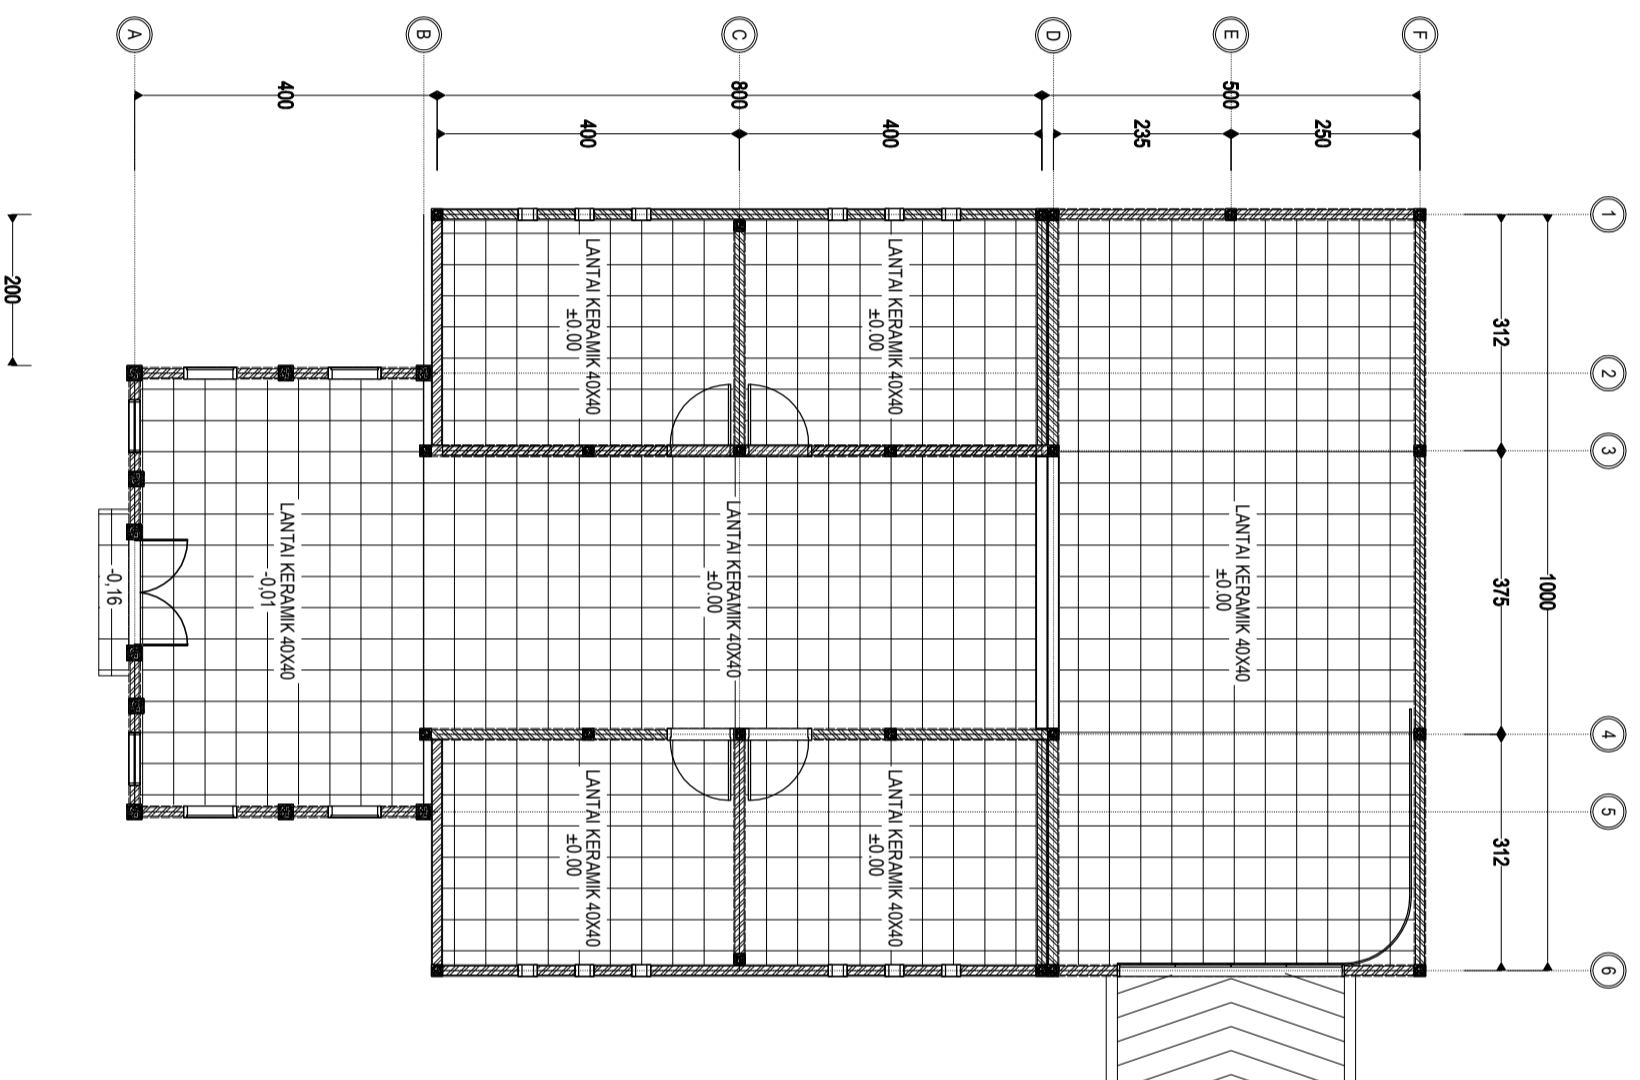 A
B
C
D
E
F
400
800
500
400
400
235
250
1
2
3
4
5
6
312
375
312
1000
200
LANTAI KERAMIK 40X40
±0.00
LANTAI KERAMIK 40X40
±0.00
LANTAI KERAMIK 40X40
-0,01
LANTAI KERAMIK 40X40
±0.00
LANTAI KERAMIK 40X40
±0.00
-0,16
LANTAI KERAMIK 40X40
±0.00
LANTAI KERAMIK 40X40
±0.00